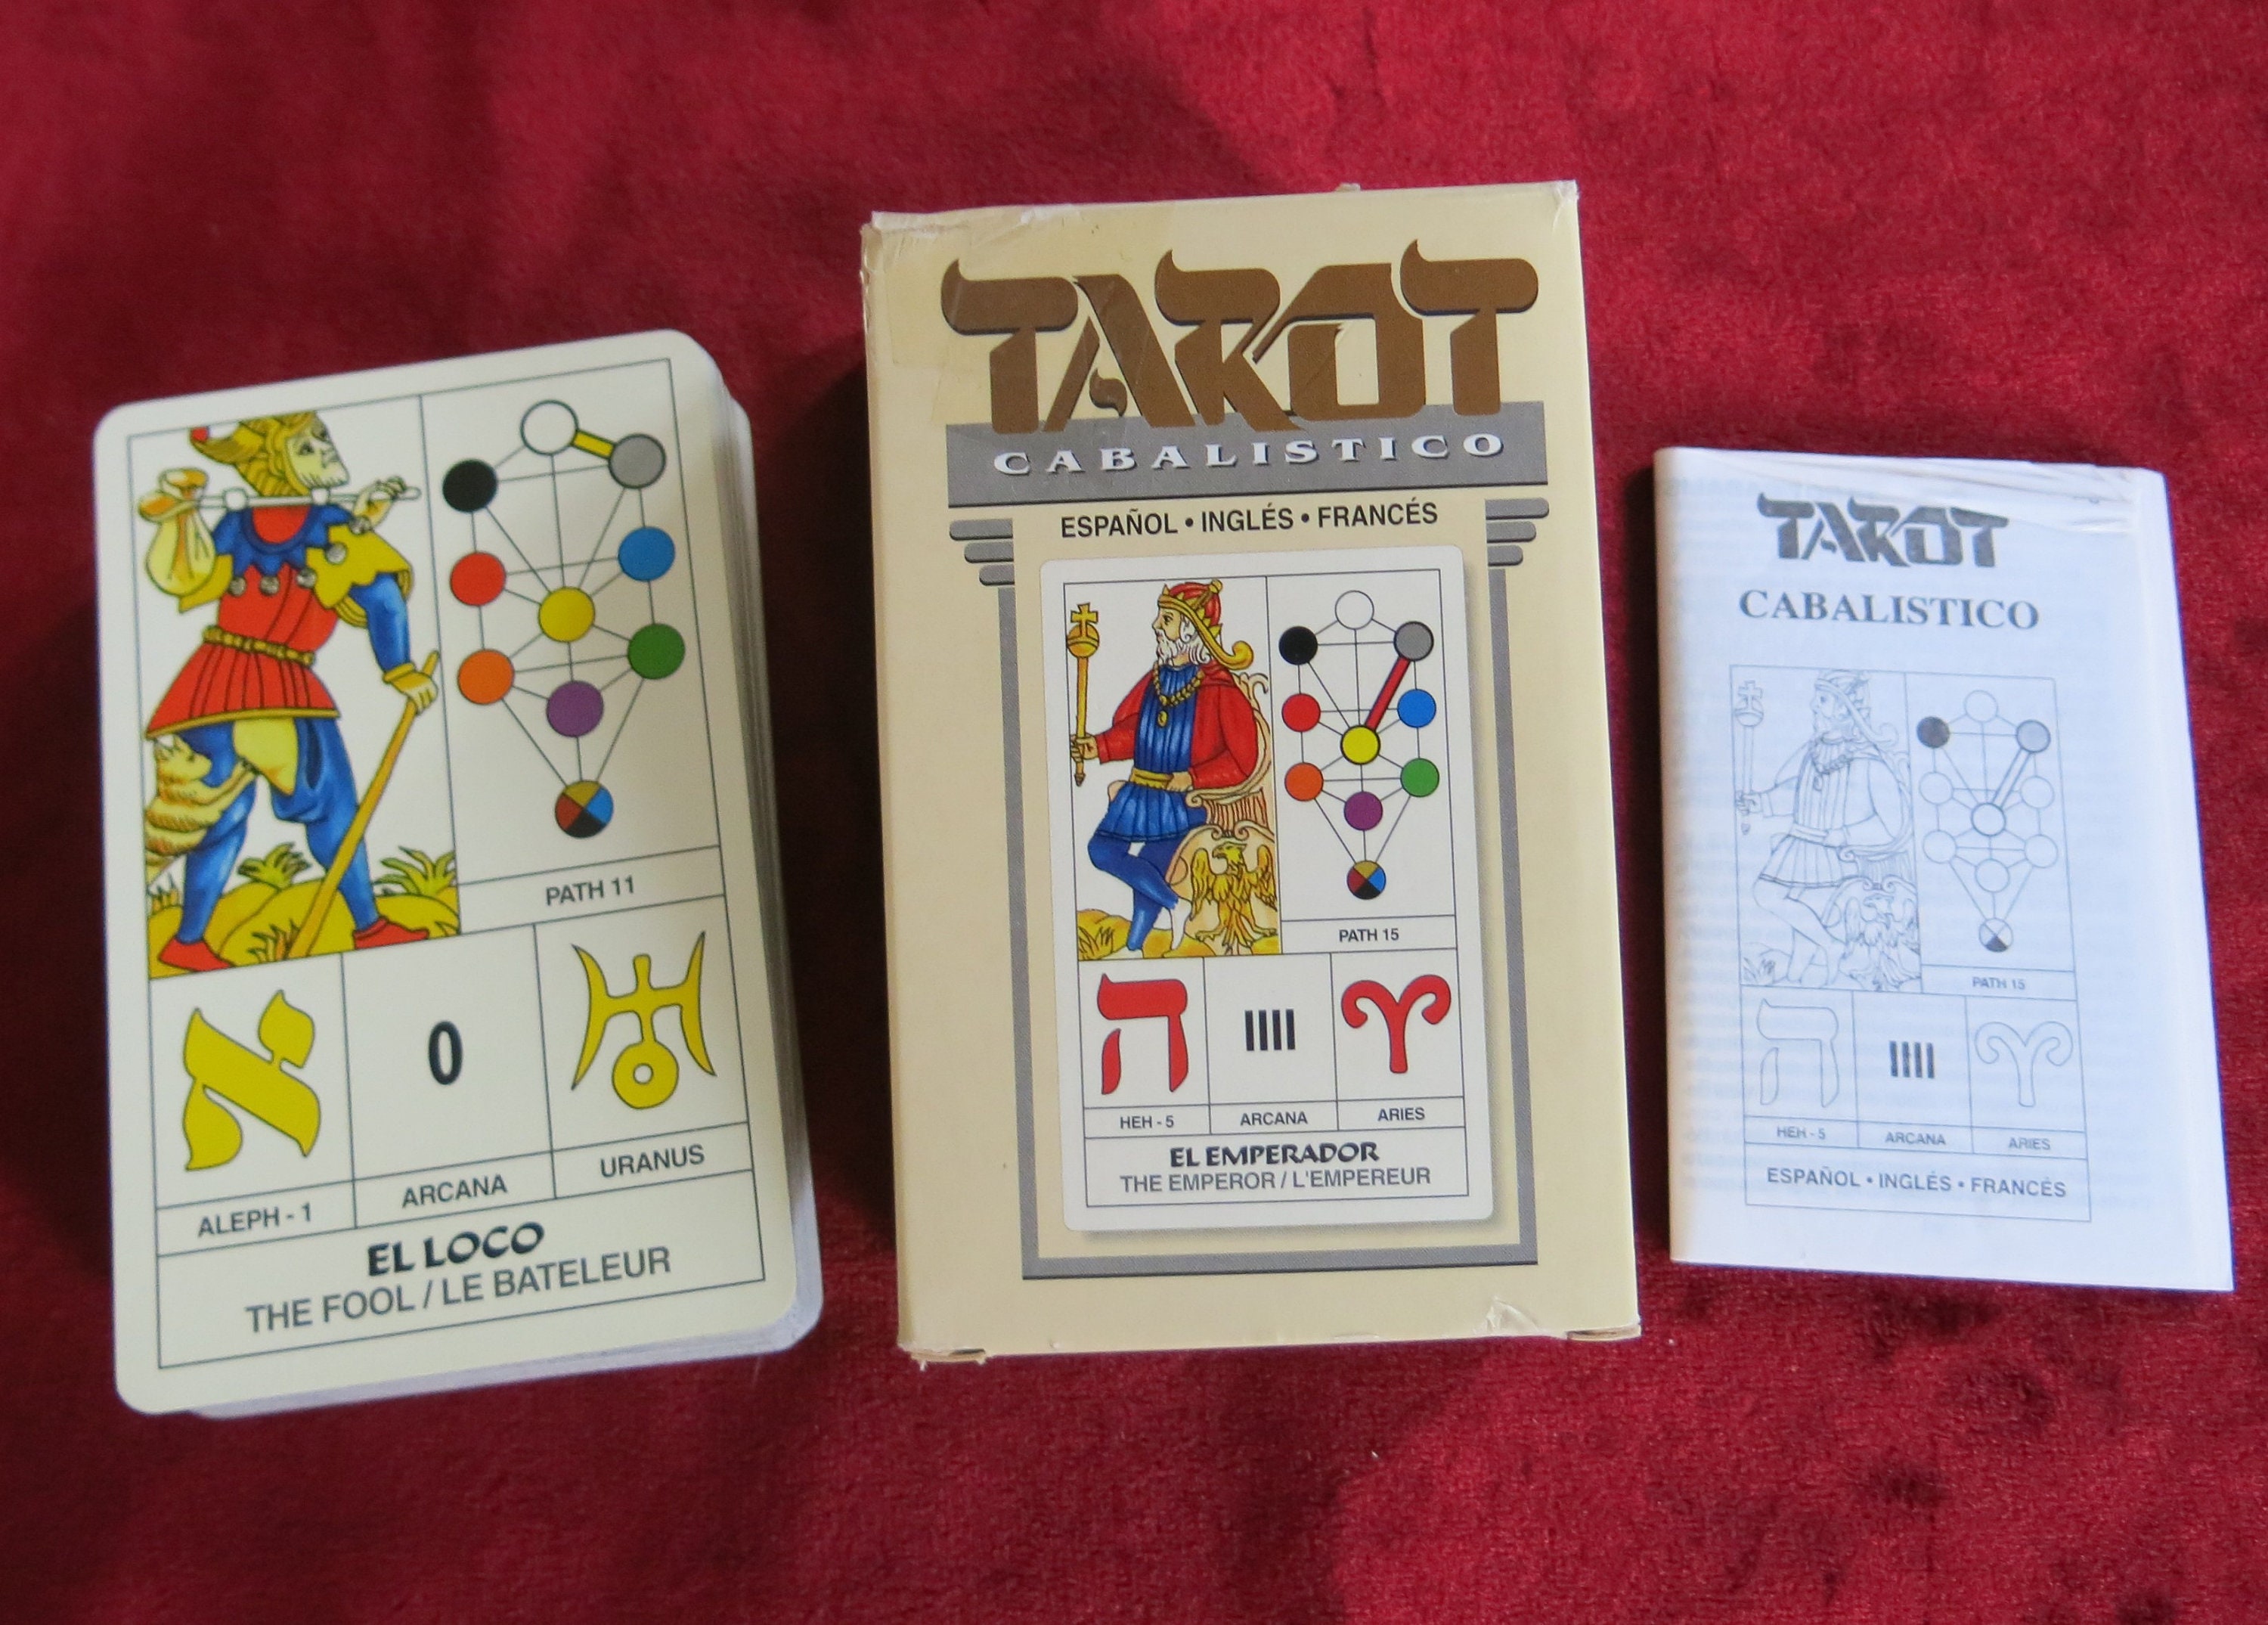 PATH 11
א
0
ALEPH - 1
ARCANA
URANUS
EL LOCO
THE FOOL / LE BATELEUR
TAROT
CABALISTICO
ESPAÑOL • INGLÉS • FRANCÉS
PATH 15
ה
IIII
HEH - 5
ARCANA
ARIES
EL EMPERADOR
THE EMPEROR / L'EMPEREUR
TAROT
CABALISTICO
PATH 15
ה
IIII
HEH - 5
ARCANA
ARIES
ESPAÑOL • INGLÉS • FRANCÉS